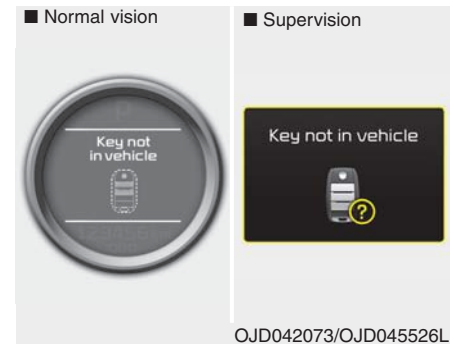 ■ Normal vision
■ Supervision
Key not
in vehicle
Key not in vehicle
?
OJD042073/OJD045526L